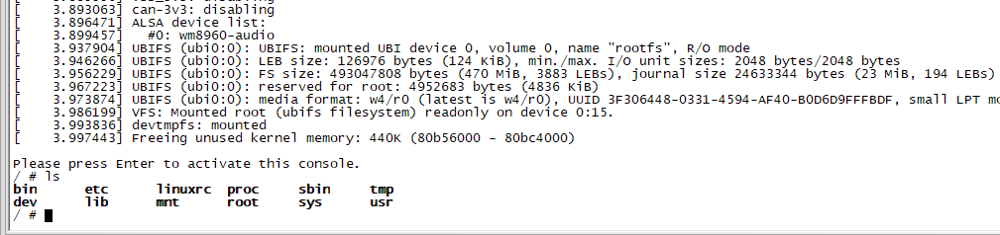 [    3.893063] can-3v3: disabling
[    3.896471] ALSA device list:
[    3.899457]   #0: wm8960-audio
[    3.937904] UBIFS (ubi0:0): UBIFS: mounted UBI device 0, volume 0, name "rootfs", R/O mode
[    3.946266] UBIFS (ubi0:0): LEB size: 126976 bytes (124 KiB), min./max. I/O unit sizes: 2048 bytes/2048 bytes
[    3.956229] UBIFS (ubi0:0): FS size: 493047808 bytes (470 MiB, 3883 LEBs), journal size 24633344 bytes (23 MiB, 194 LEBs)
[    3.967223] UBIFS (ubi0:0): reserved for root: 4952683 bytes (4836 KiB)
[    3.973874] UBIFS (ubi0:0): media format: w4/r0 (latest is w4/r0), UUID 3F306448-0331-4594-AF40-B0D6D9FFFBDF, small LPT
[    3.986199] VFS: Mounted root (ubifs filesystem) readonly on device 0:15.
[    3.993836] devtmpfs: mounted
[    3.997443] Freeing unused kernel memory: 440K (80b56000 - 80bc4000)
Please press Enter to activate this console.
/ # ls
bin      etc      linuxrc  proc     sbin     tmp
dev      lib      mnt      root     sys      usr
/ #